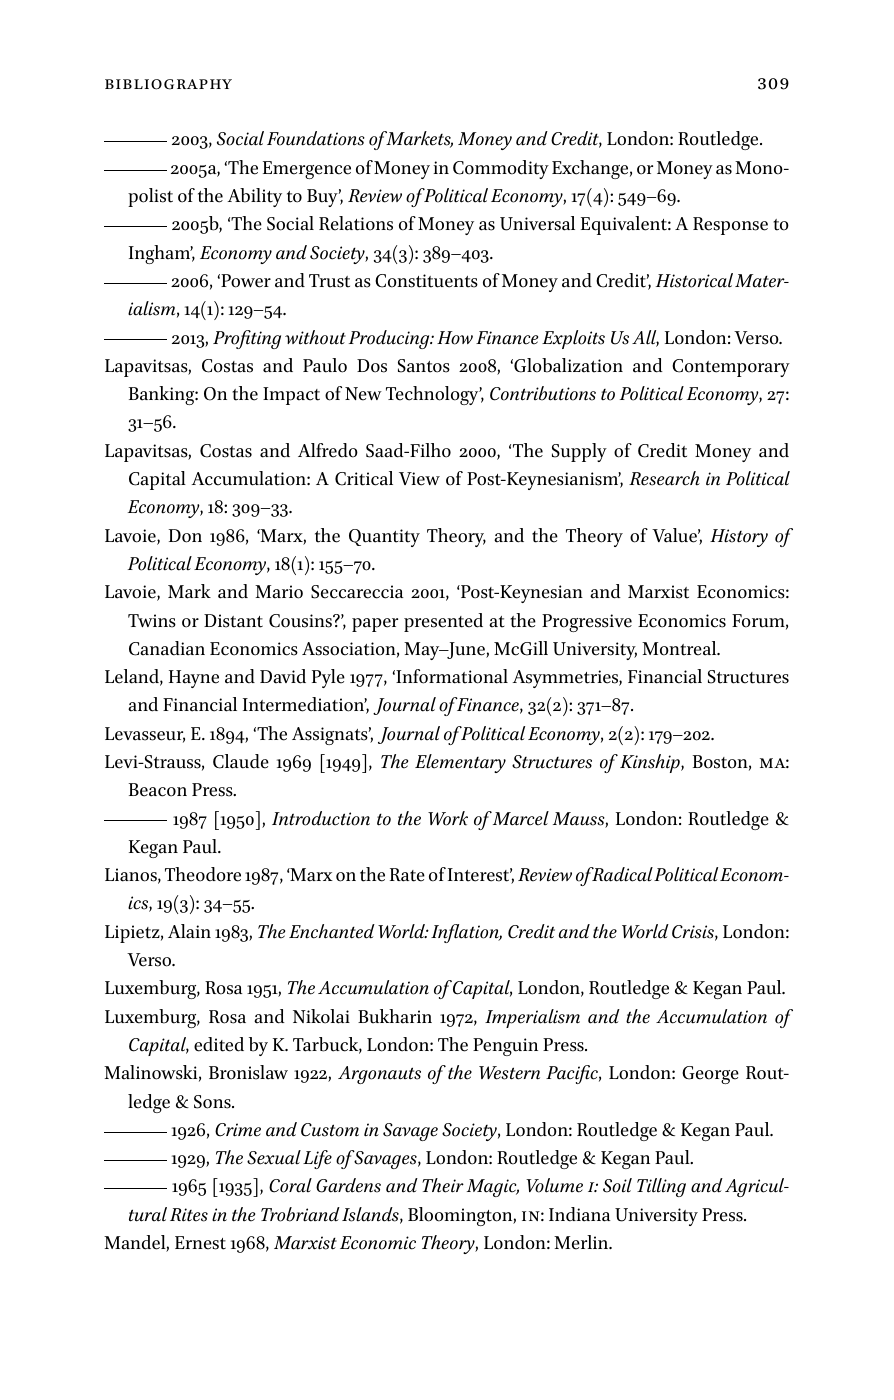 BIBLIOGRAPHY 309
——— 2003, Social Foundations of Markets, Money and Credit, London: Routledge.
——— 2005a, ‘The Emergence of Money in Commodity Exchange, or Money as Mono-
polist of the Ability to Buy’, Review of Political Economy, 17(4): 549–69.
——— 2005b, ‘The Social Relations of Money as Universal Equivalent: A Response to
Ingham’, Economy and Society, 34(3): 389–403.
——— 2006, ‘Power and Trust as Constituents of Money and Credit’, Historical Mater-
ialism, 14(1): 129–54.
——— 2013, Profiting without Producing: How Finance Exploits Us All, London: Verso.
Lapavitsas, Costas and Paulo Dos Santos 2008, ‘Globalization and Contemporary
Banking: On the Impact of New Technology’, Contributions to Political Economy, 27:
31–56.
Lapavitsas, Costas and Alfredo Saad-Filho 2000, ‘The Supply of Credit Money and
Capital Accumulation: A Critical View of Post-Keynesianism’, Research in Political
Economy, 18: 309–33.
Lavoie, Don 1986, ‘Marx, the Quantity Theory, and the Theory of Value’, History of
Political Economy, 18(1): 155–70.
Lavoie, Mark and Mario Seccareccia 2001, ‘Post-Keynesian and Marxist Economics:
Twins or Distant Cousins?’, paper presented at the Progressive Economics Forum,
Canadian Economics Association, May–June, McGill University, Montreal.
Leland, Hayne and David Pyle 1977, ‘Informational Asymmetries, Financial Structures
and Financial Intermediation’, Journal of Finance, 32(2): 371–87.
Levasseur, E. 1894, ‘The Assignats’, Journal of Political Economy, 2(2): 179–202.
Levi-Strauss, Claude 1969 [1949], The Elementary Structures of Kinship, Boston, MA:
Beacon Press.
——— 1987 [1950], Introduction to the Work of Marcel Mauss, London: Routledge &
Kegan Paul.
Lianos, Theodore 1987, ‘Marx on the Rate of Interest’, Review of Radical Political Econom-
ics, 19(3): 34–55.
Lipietz, Alain 1983, The Enchanted World: Inflation, Credit and the World Crisis, London:
Verso.
Luxemburg, Rosa 1951, The Accumulation of Capital, London, Routledge & Kegan Paul.
Luxemburg, Rosa and Nikolai Bukharin 1972, Imperialism and the Accumulation of
Capital, edited by K. Tarbuck, London: The Penguin Press.
Malinowski, Bronislaw 1922, Argonauts of the Western Pacific, London: George Rout-
ledge & Sons.
——— 1926, Crime and Custom in Savage Society, London: Routledge & Kegan Paul.
——— 1929, The Sexual Life of Savages, London: Routledge & Kegan Paul.
——— 1965 [1935], Coral Gardens and Their Magic, Volume I: Soil Tilling and Agricul-
tural Rites in the Trobriand Islands, Bloomington, IN: Indiana University Press.
Mandel, Ernest 1968, Marxist Economic Theory, London: Merlin.